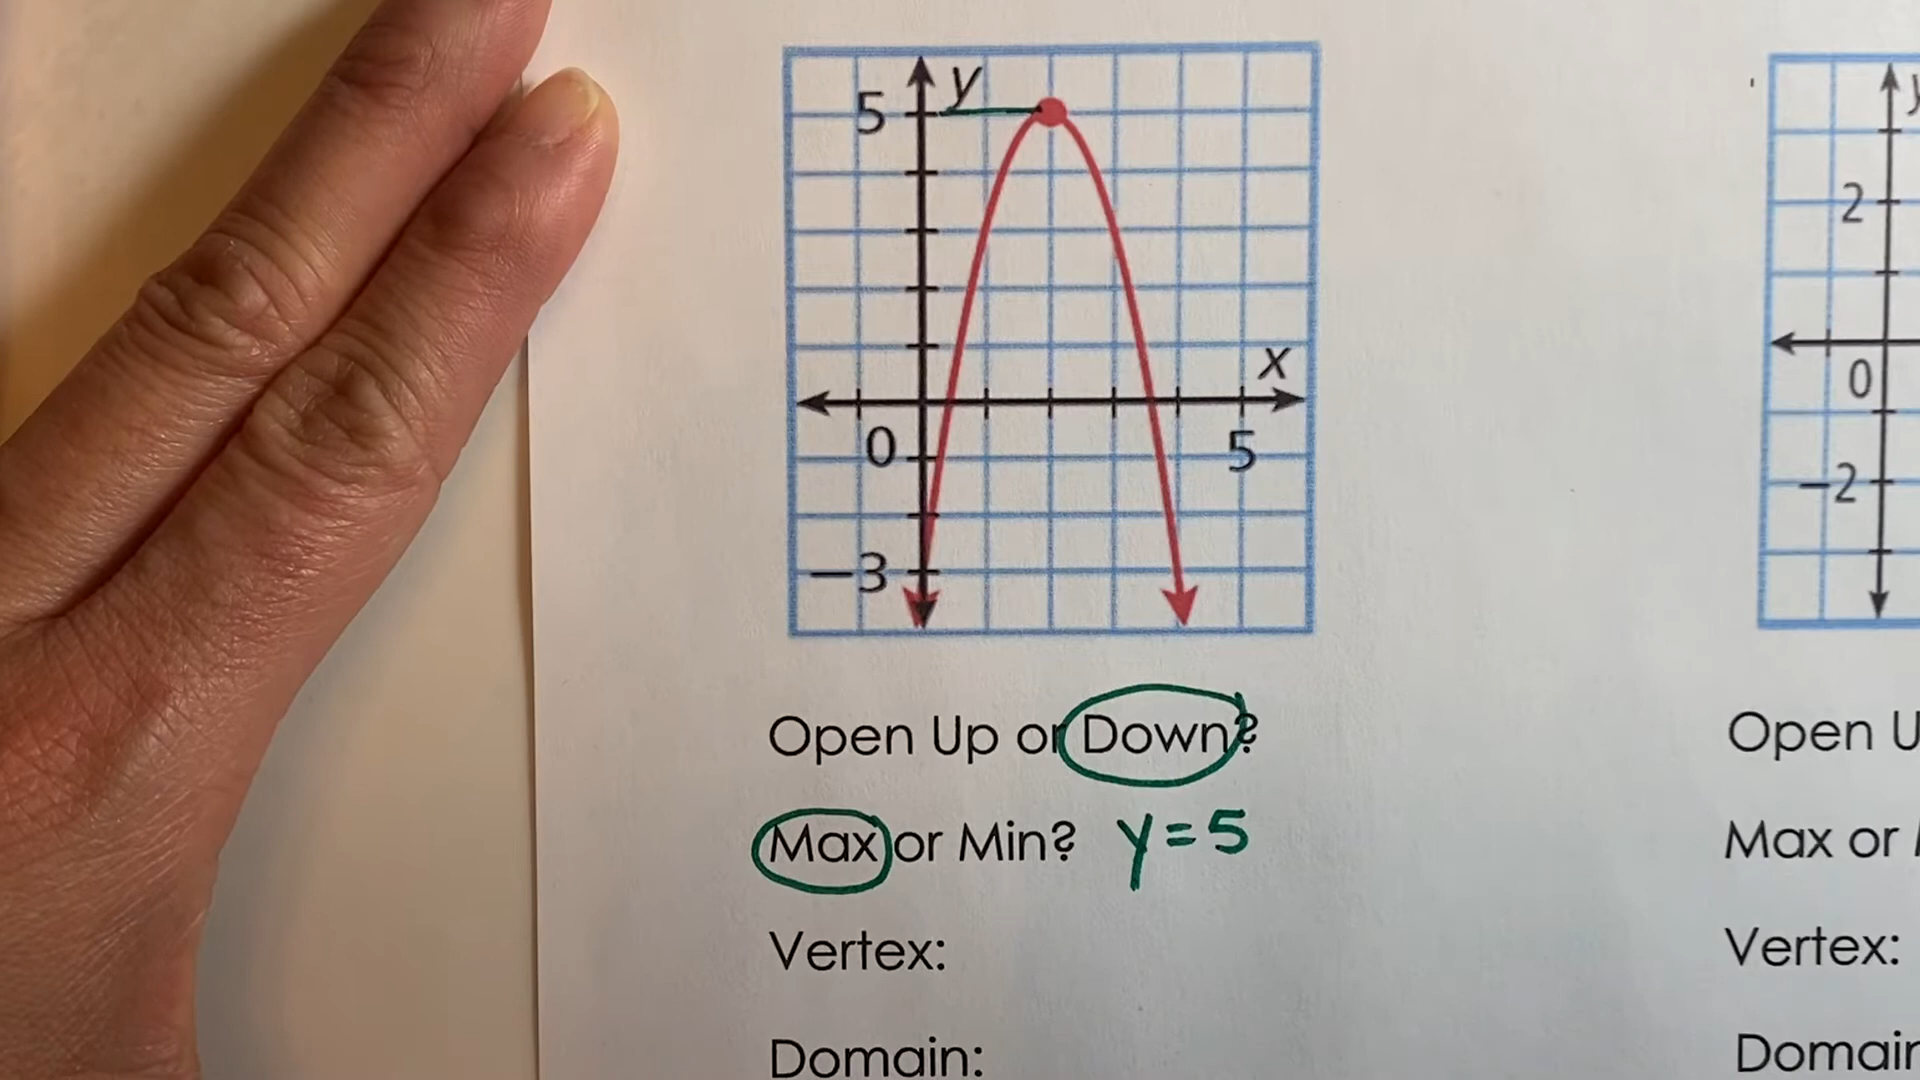 y
5
x
0
5
−3
Open Up or Down?
Max or Min? y = 5
Vertex:
Domain:
y
2
0
−2
Open U
Max or
Vertex:
Domain